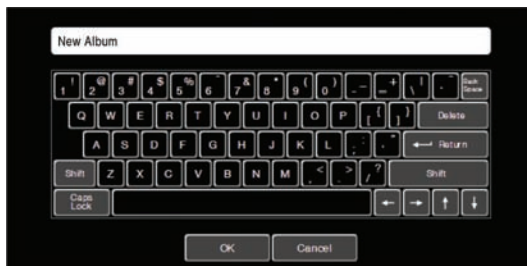 New Album
1 ! 2 @ 3 # 4 $ 5 % 6 7 & 8 * 9 ( 0 ) - _ = + \ | Back Space
Q W E R T Y U I O P [ { ] } Delete
A S D F G H J K L ; : ' " Return
Shift Z X C V B N M , < . > / ? Shift
Caps Lock
OK Cancel